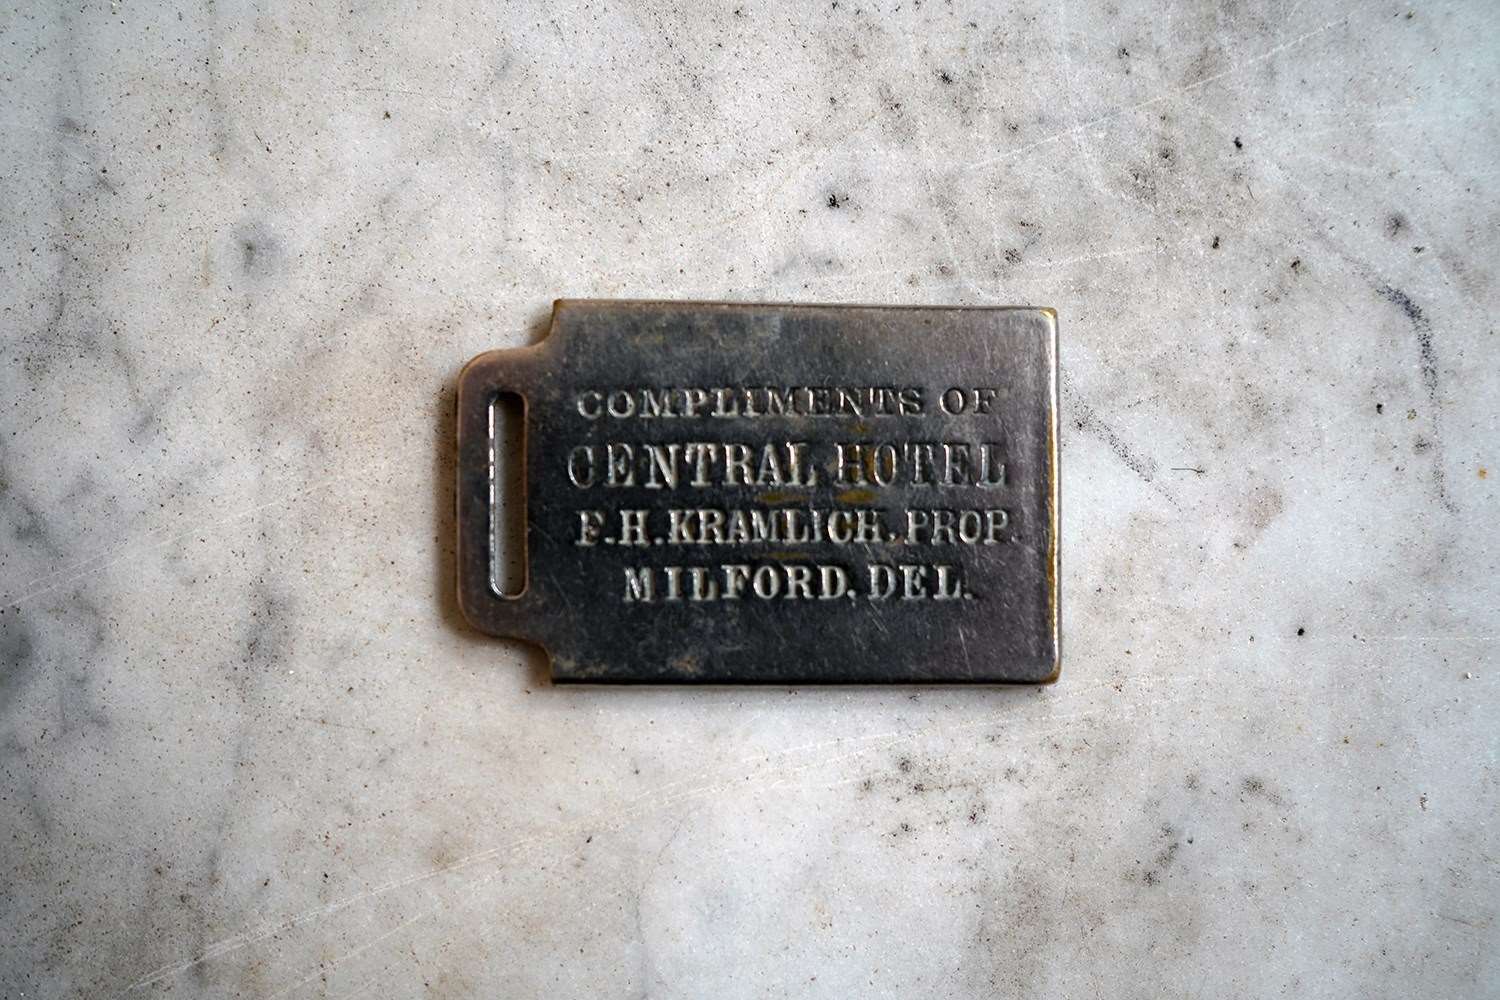 COMPLIMENTS OF
CENTRAL HOTEL
F.H.KRAMLICH.PROP.
MILFORD.DEL.